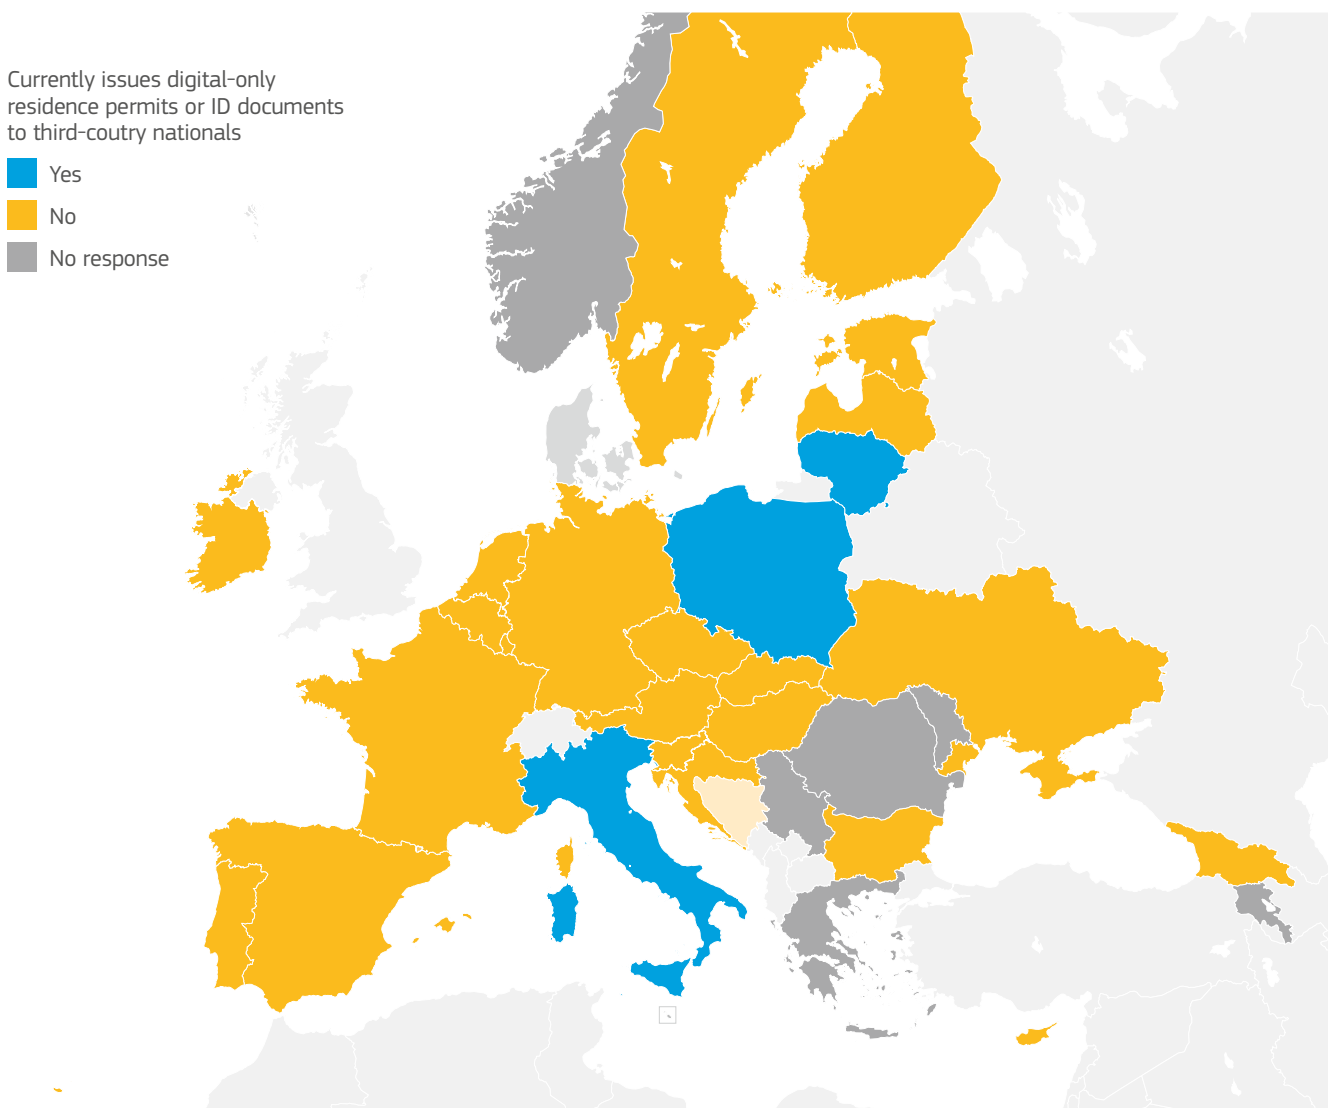 Currently issues digital-only
residence permits or ID documents
to third-coutry nationals
Yes
No
No response